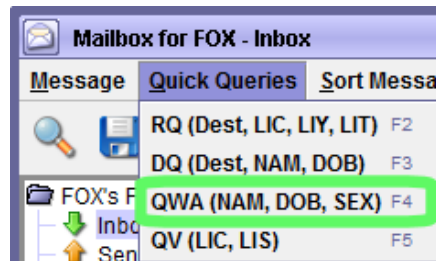 Mailbox for FOX - Inbox
Message Quick Queries Sort Messa
RQ (Dest, LIC, LIY, LIT) F2
DQ (Dest, NAM, DOB) F3
FOX's F
QWA (NAM, DOB, SEX) F4
Inbo
QV (LIC, LIS) F5
Sen